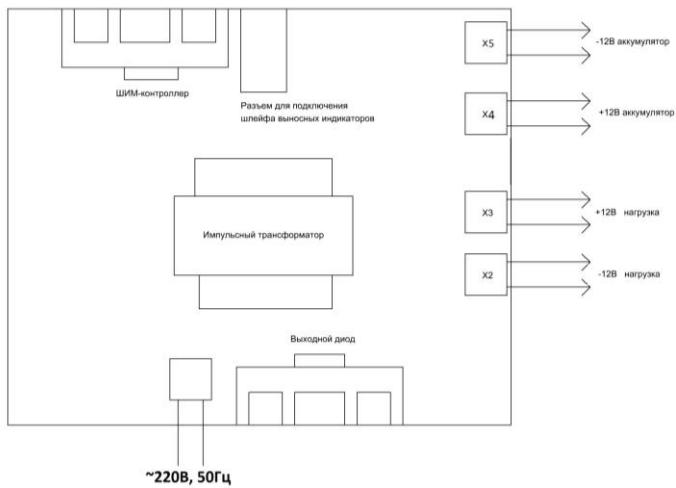 X5
-12В аккумулятор
ШИМ-контроллер
Разъем для подключения
шлейфа выносных индикаторов
X4
+12В аккумулятор
X3
+12В нагрузка
Импульсный трансформатор
X2
-12В нагрузка
Выходной диод
~220В, 50Гц